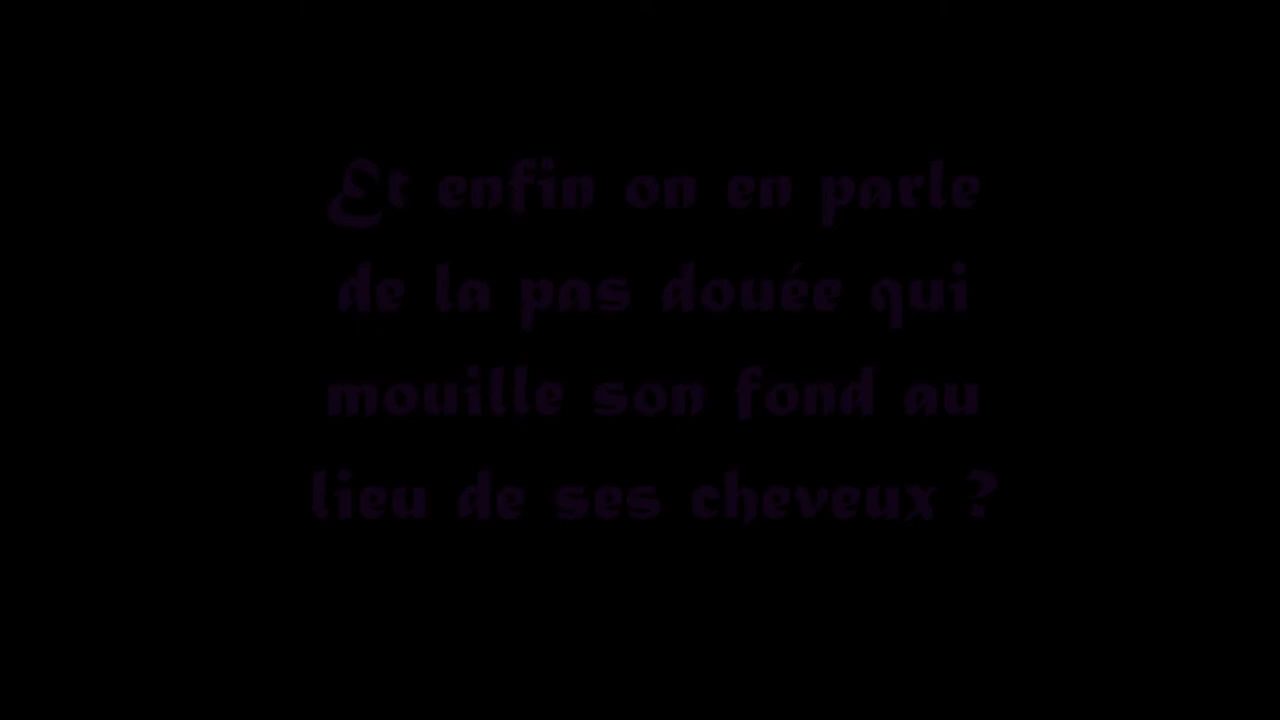 Et enfin on en parle
de la pas douée qui
mouille son fond au
lieu de ses cheveux ?